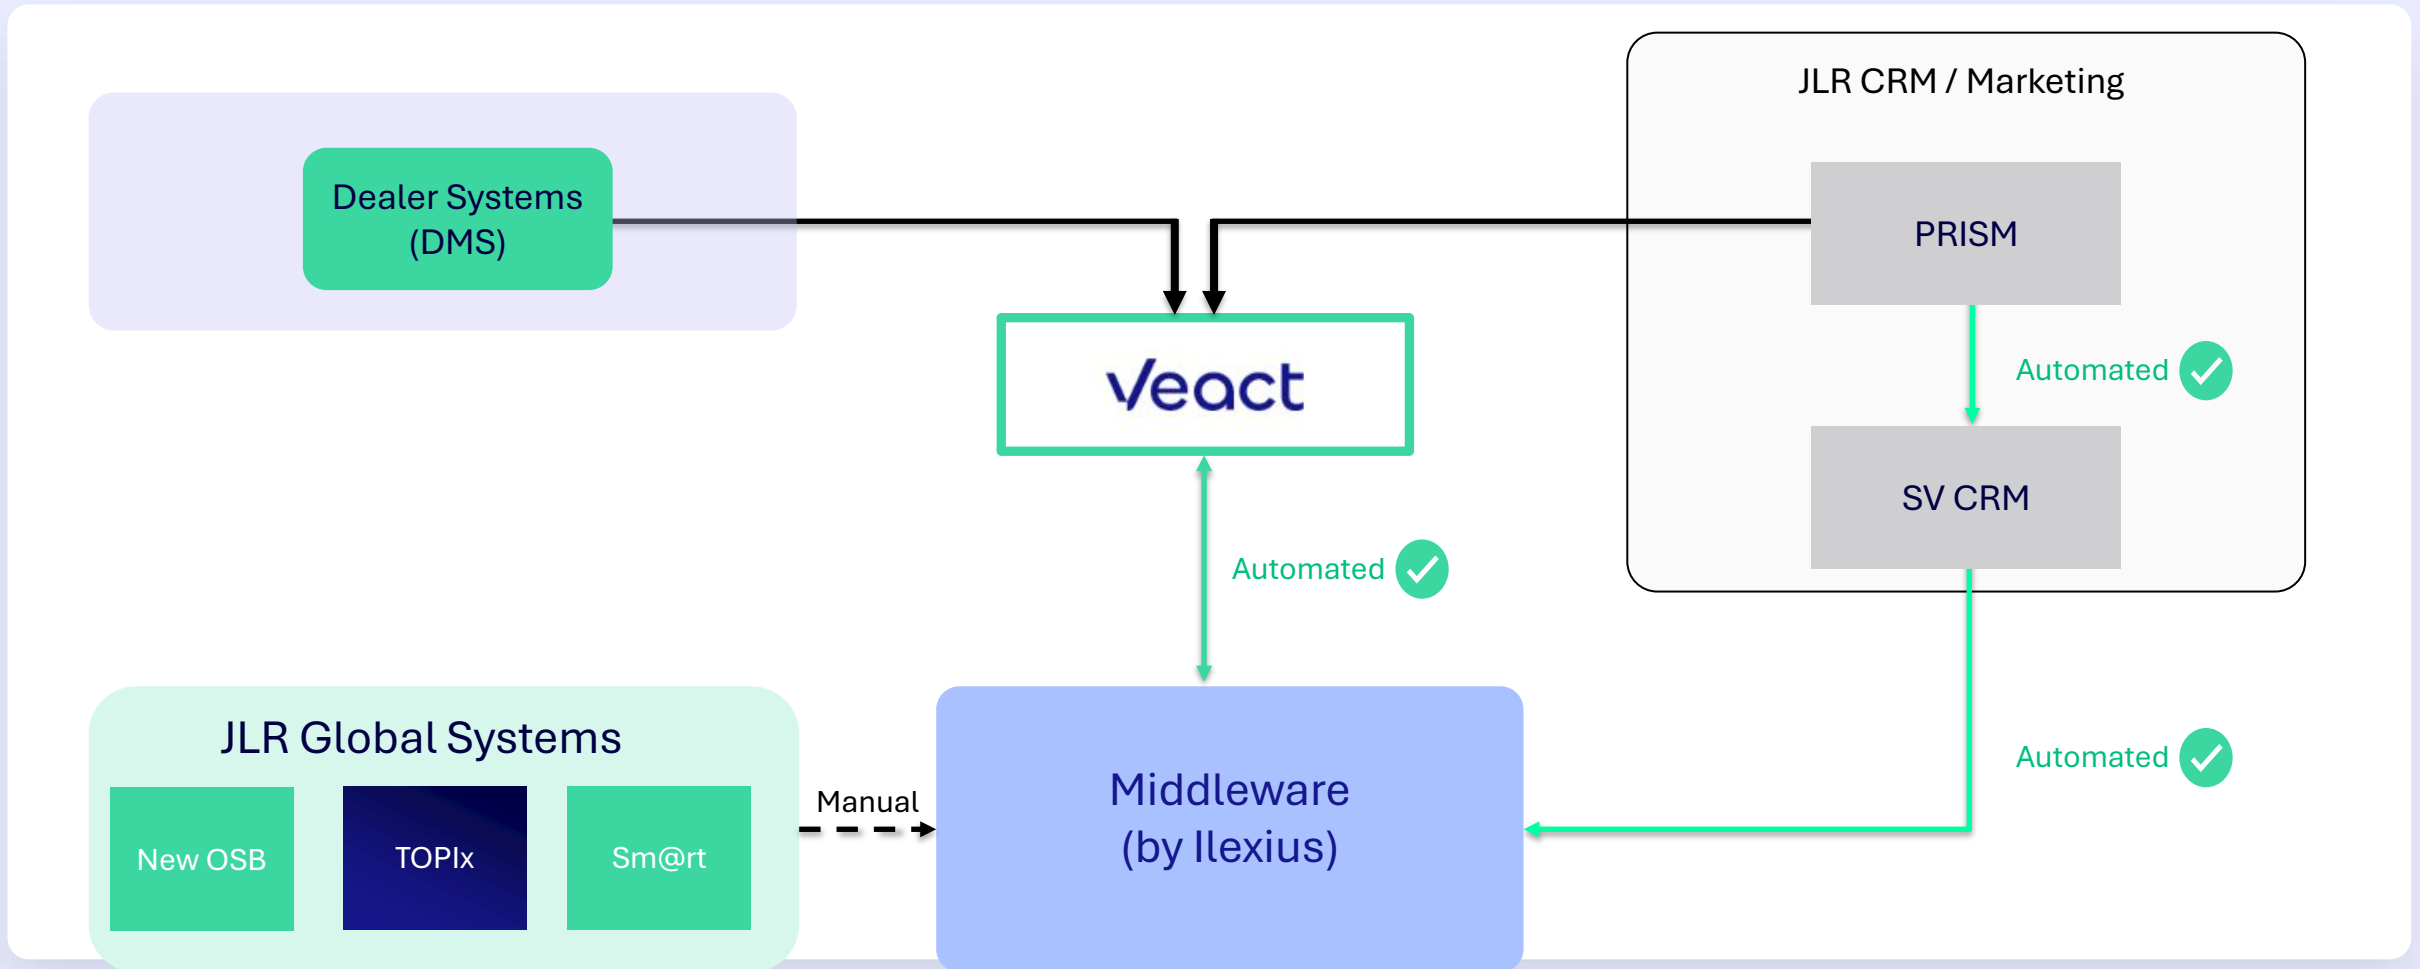 JLR CRM / Marketing
Dealer Systems
(DMS)
PRISM
Veact
Automated
SV CRM
Automated
JLR Global Systems
New OSB
TOPIx
Sm@rt
Manual
Middleware
(by Ilexius)
Automated